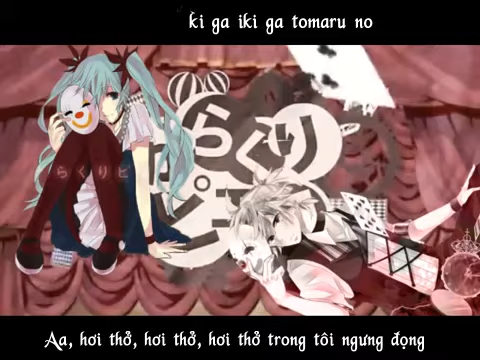 ki ga iki ga tomaru no
らくり
ピエ
らくりピ
Aa, hơi thở, hơi thở, hơi thở trong tôi ngưng đọng